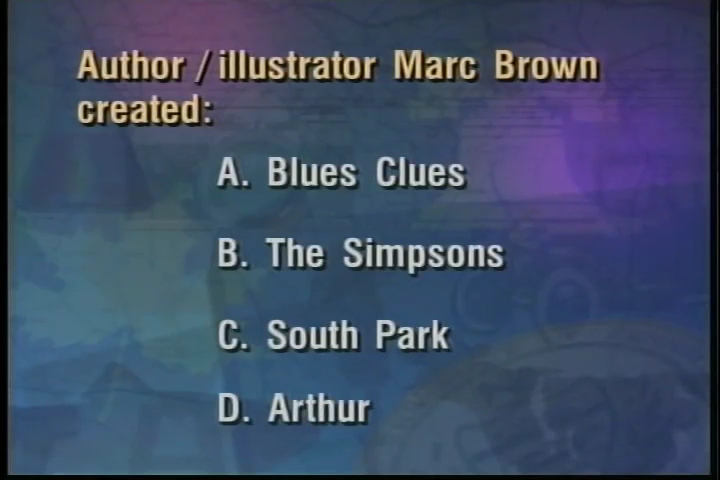 Author / illustrator Marc Brown
created:
A. Blues Clues
B. The Simpsons
C. South Park
D. Arthur